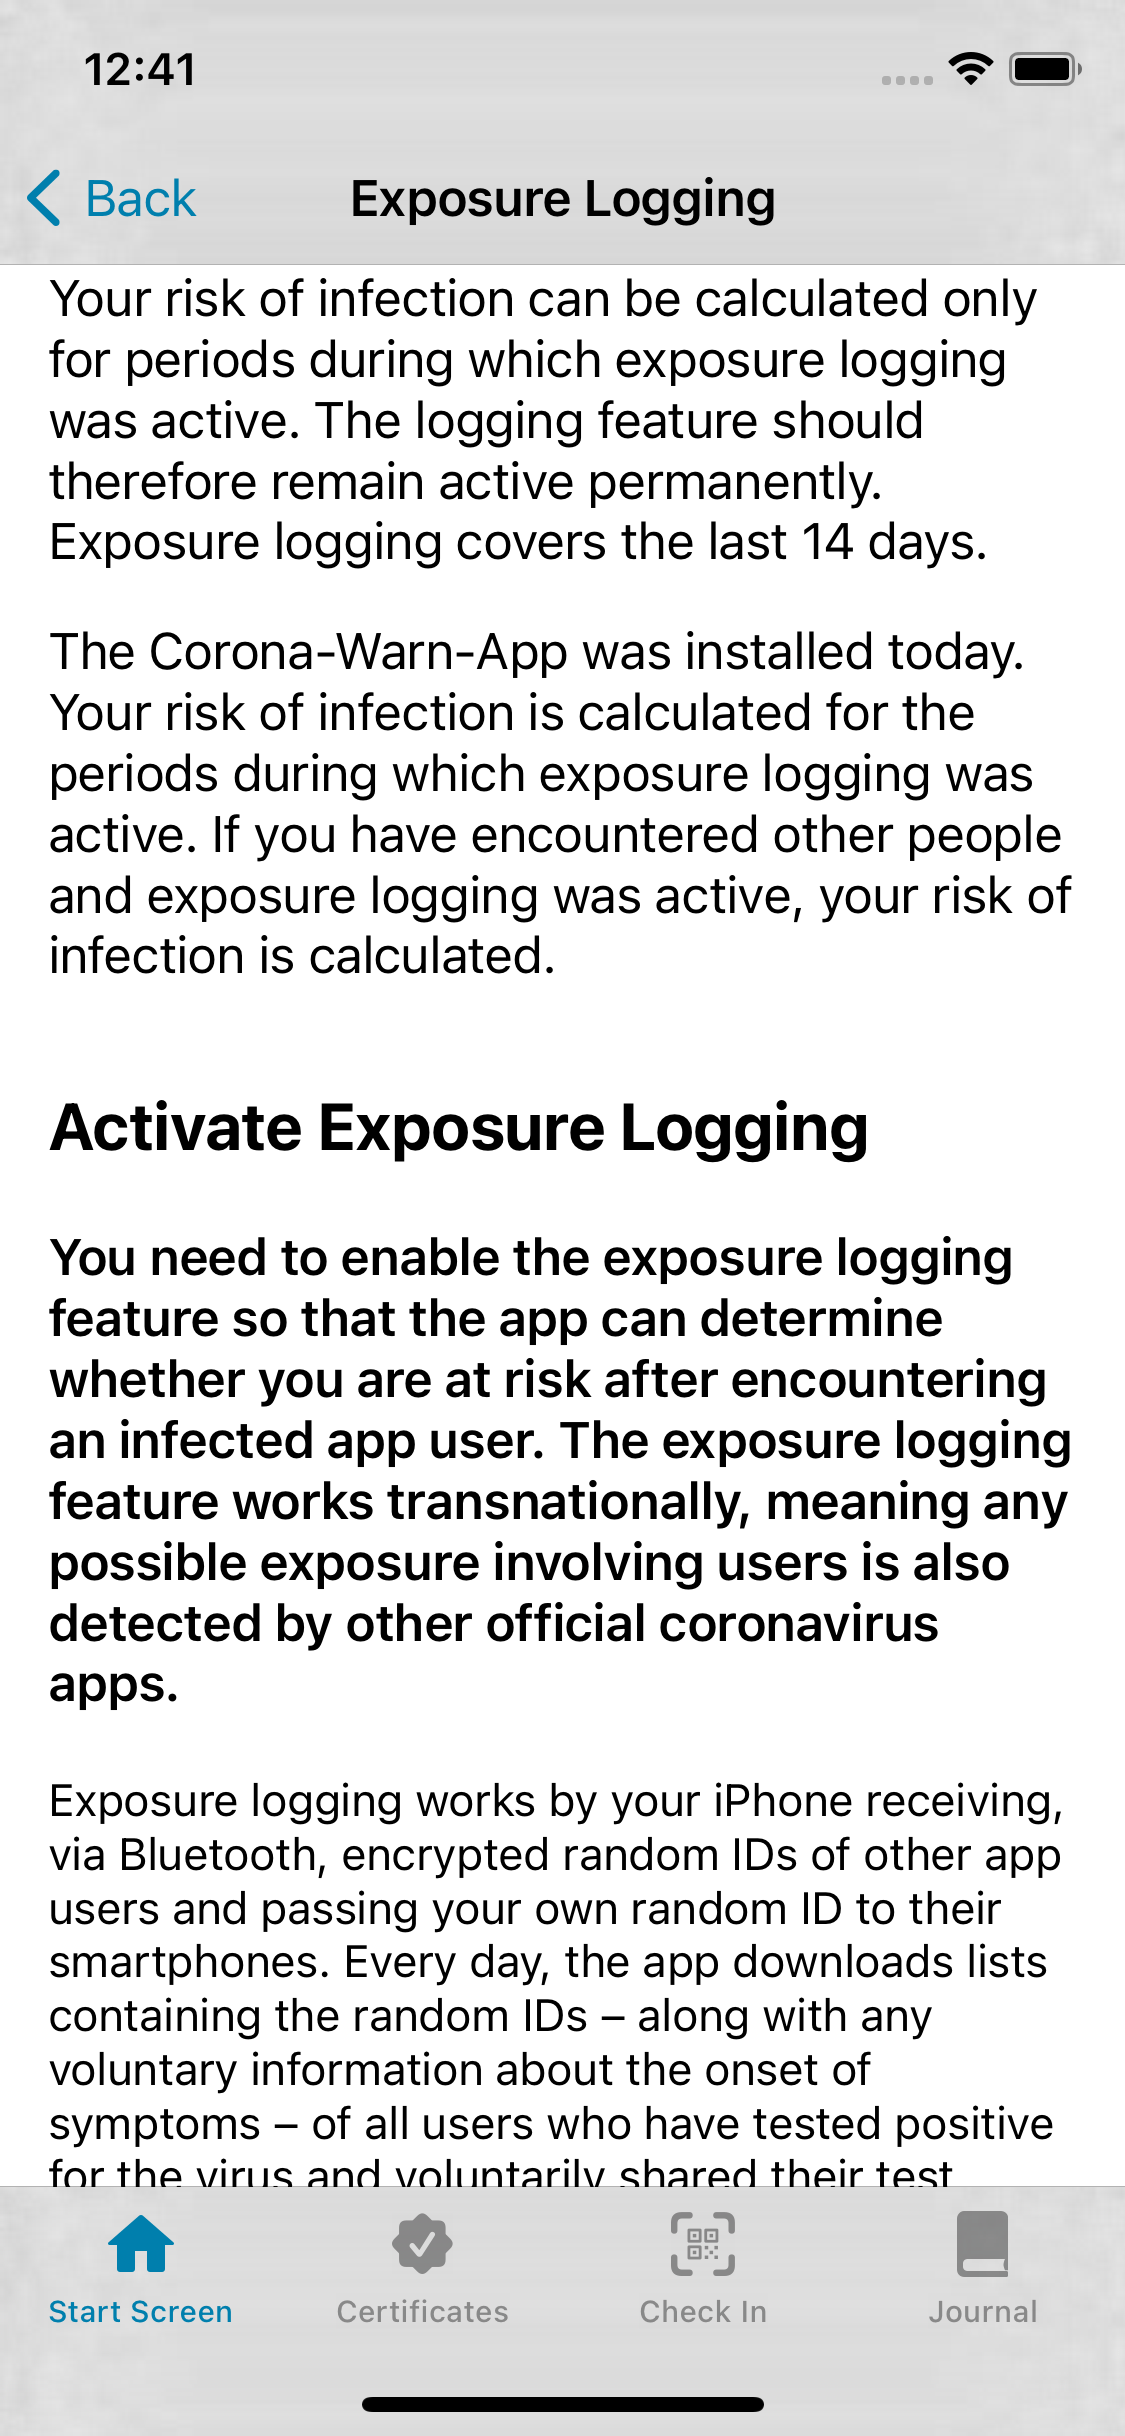 12:41
Back
Exposure Logging
Your risk of infection can be calculated only
for periods during which exposure logging
was active. The logging feature should
therefore remain active permanently.
Exposure logging covers the last 14 days.
The Corona-Warn-App was installed today.
Your risk of infection is calculated for the
periods during which exposure logging was
active. If you have encountered other people
and exposure logging was active, your risk of
infection is calculated.
Activate Exposure Logging
You need to enable the exposure logging
feature so that the app can determine
whether you are at risk after encountering
an infected app user. The exposure logging
feature works transnationally, meaning any
possible exposure involving users is also
detected by other official coronavirus
apps.
Exposure logging works by your iPhone receiving,
via Bluetooth, encrypted random IDs of other app
users and passing your own random ID to their
smartphones. Every day, the app downloads lists
containing the random IDs – along with any
voluntary information about the onset of
symptoms – of all users who have tested positive
for the virus and voluntarily shared their test
Start Screen
Certificates
Check In
Journal